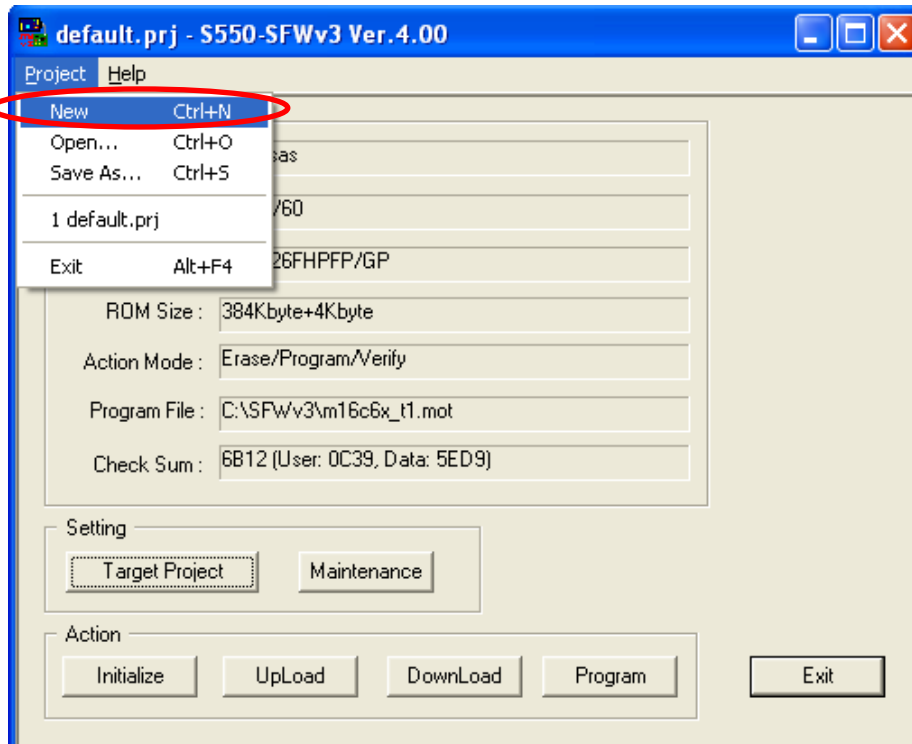 default.prj - S550-SFWv3 Ver.4.00
Project Help
New Ctrl+N
Open... Ctrl+O
Save As... Ctrl+S
1 default.prj
Exit Alt+F4
sas
/60
26FHPFP/GP
ROM Size : 384Kbyte+4Kbyte
Action Mode : Erase/Program/Verify
Program File : C:\SFWv3\m16c6x_t1.mot
Check Sum : 6B12 (User: 0C39, Data: 5ED9)
Setting
Target Project Maintenance
Action
Initialize UpLoad DownLoad Program Exit